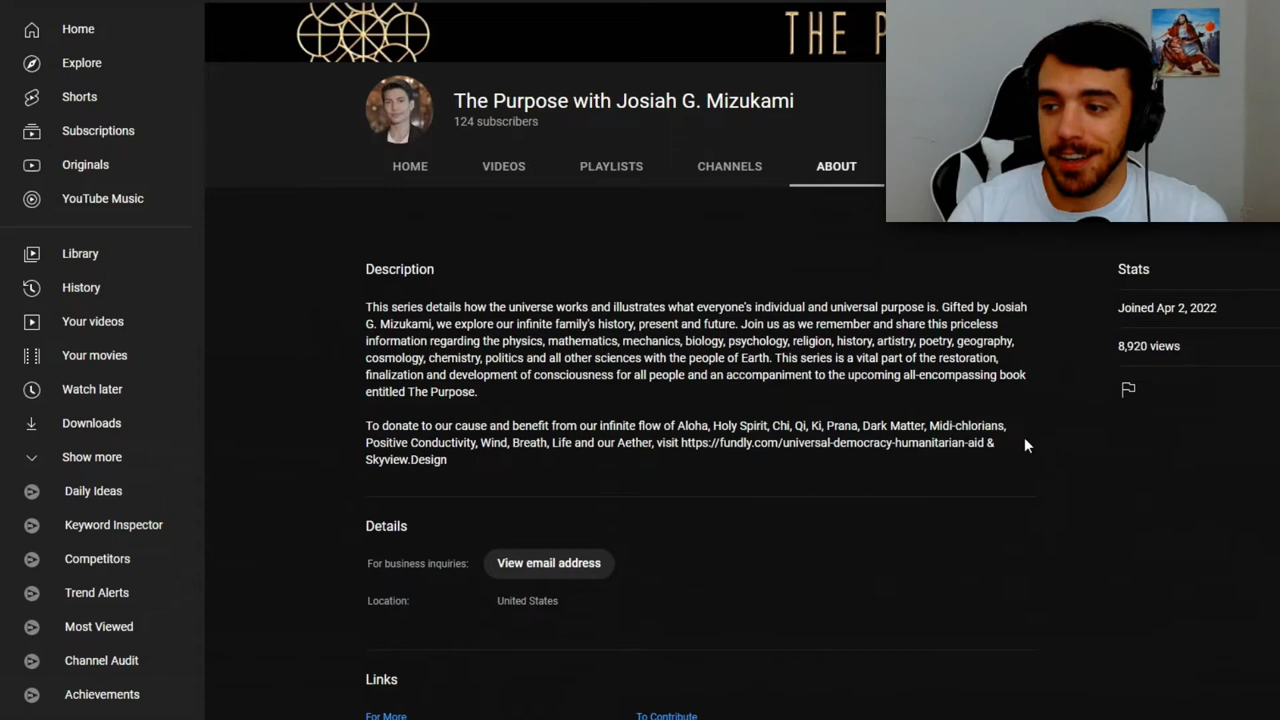 Home
Explore
Shorts
Subscriptions
Originals
YouTube Music
Library
History
Your videos
Your movies
Watch later
Downloads
Show more
Daily Ideas
Keyword Inspector
Competitors
Trend Alerts
Most Viewed
Channel Audit
Achievements
THE P
The Purpose with Josiah G. Mizukami
124 subscribers
HOME VIDEOS PLAYLISTS CHANNELS ABOUT
Description
This series details how the universe works and illustrates what everyone's individual and universal purpose is. Gifted by Josiah
G. Mizukami, we explore our infinite family's history, present and future. Join us as we remember and share this priceless
information regarding the physics, mathematics, mechanics, biology, psychology, religion, history, artistry, poetry, geography,
cosmology, chemistry, politics and all other sciences with the people of Earth. This series is a vital part of the restoration,
finalization and development of consciousness for all people and an accompaniment to the upcoming all-encompassing book
entitled The Purpose.
To donate to our cause and benefit from our infinite flow of Aloha, Holy Spirit, Chi, Qi, Ki, Prana, Dark Matter, Midi-chlorians,
Positive Conductivity, Wind, Breath, Life and our Aether, visit https://fundly.com/universal-democracy-humanitarian-aid &
Skyview.Design
Details
For business inquiries: View email address
Location: United States
Links
For More To Contribute
Stats
Joined Apr 2, 2022
8,920 views